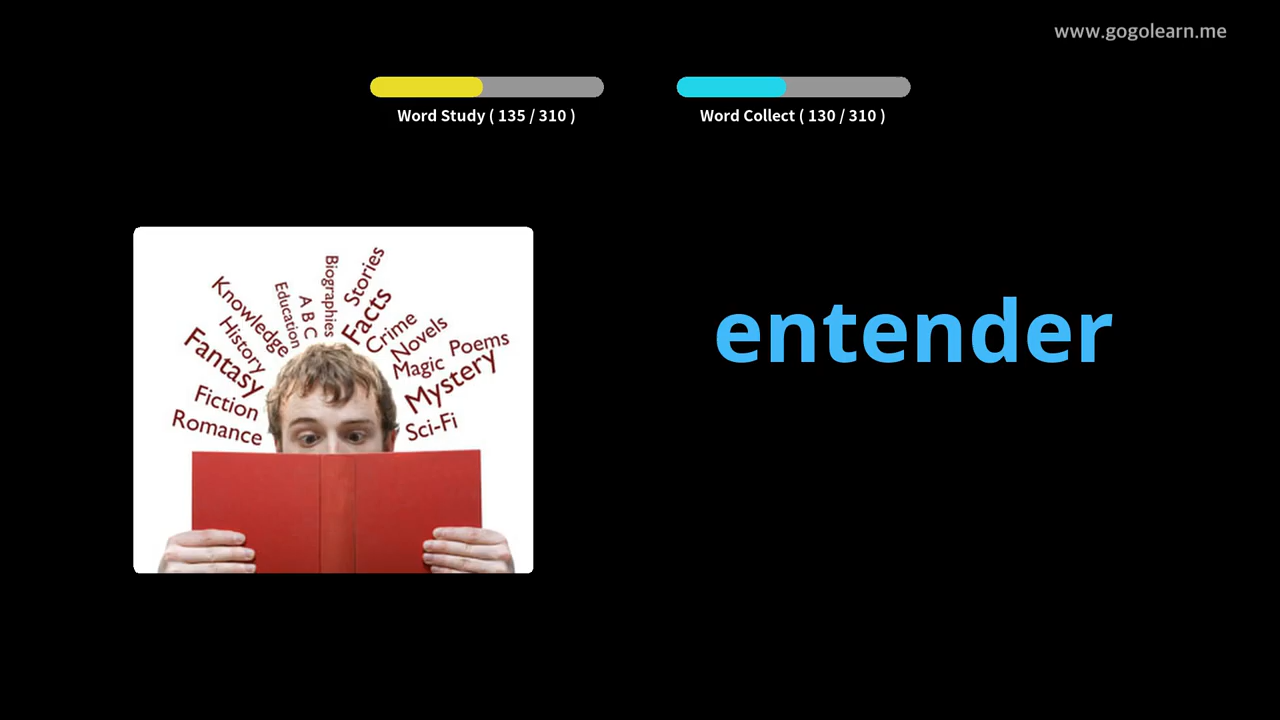 www.gogolearn.me
Word Study ( 135 / 310 )
Word Collect ( 130 / 310 )
Biographies
Stories
Education
A B C
Facts
Knowledge
Crime
History
Novels
Poems
Fantasy
Magic
Mystery
Fiction
Romance
Sci-Fi
entender